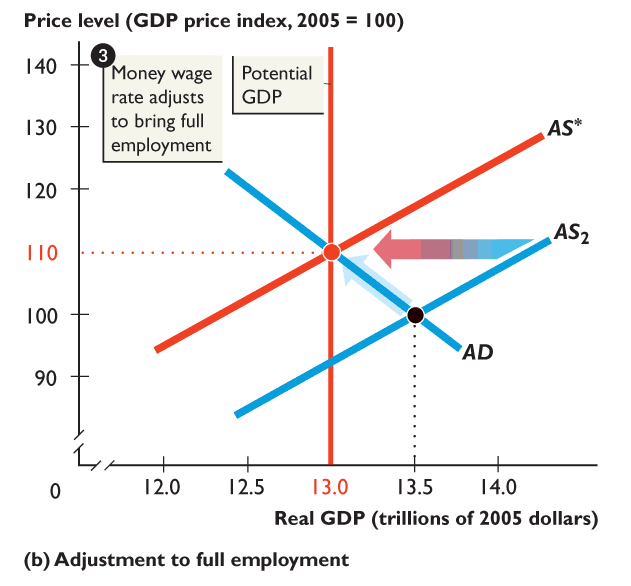 Price level (GDP price index, 2005 = 100)
140
3
Money wage
rate adjusts
to bring full
employment
Potential
GDP
130
AS*
120
AS2
110
100
AD
90
0
12.0
12.5
13.0
13.5
14.0
Real GDP (trillions of 2005 dollars)
(b) Adjustment to full employment